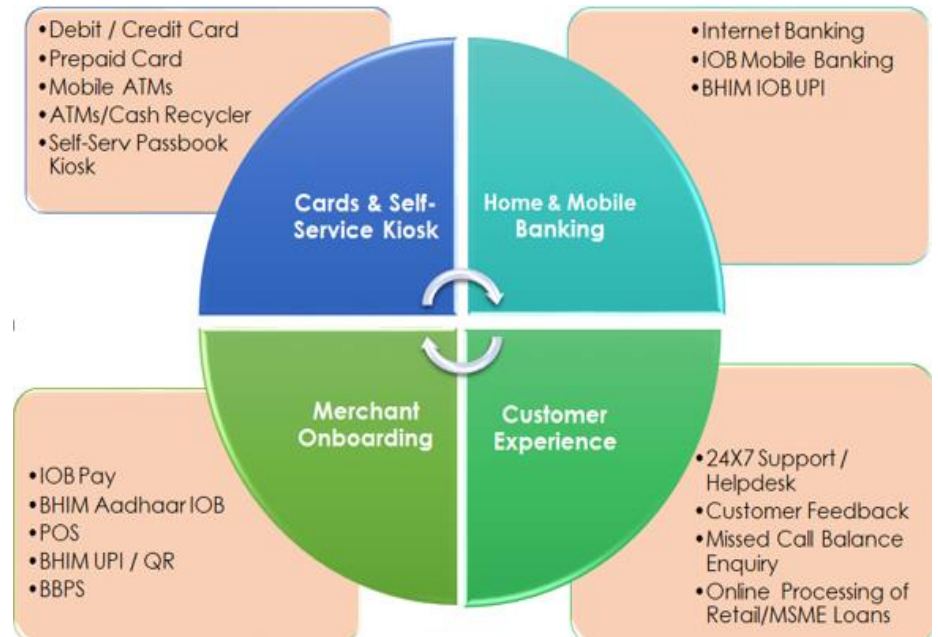 •Debit / Credit Card
•Prepaid Card
•Mobile ATMs
•ATMs/Cash Recycler
•Self-Serv Passbook
Kiosk
•Internet Banking
•IOB Mobile Banking
•BHIM IOB UPI
Cards & Self-
Service Kiosk
Home & Mobile
Banking
Merchant
Onboarding
Customer
Experience
•IOB Pay
•BHIM Aadhaar IOB
•POS
•BHIM UPI / QR
•BBPS
•24X7 Support /
Helpdesk
•Customer Feedback
•Missed Call Balance
Enquiry
•Online Processing of
Retail/MSME Loans